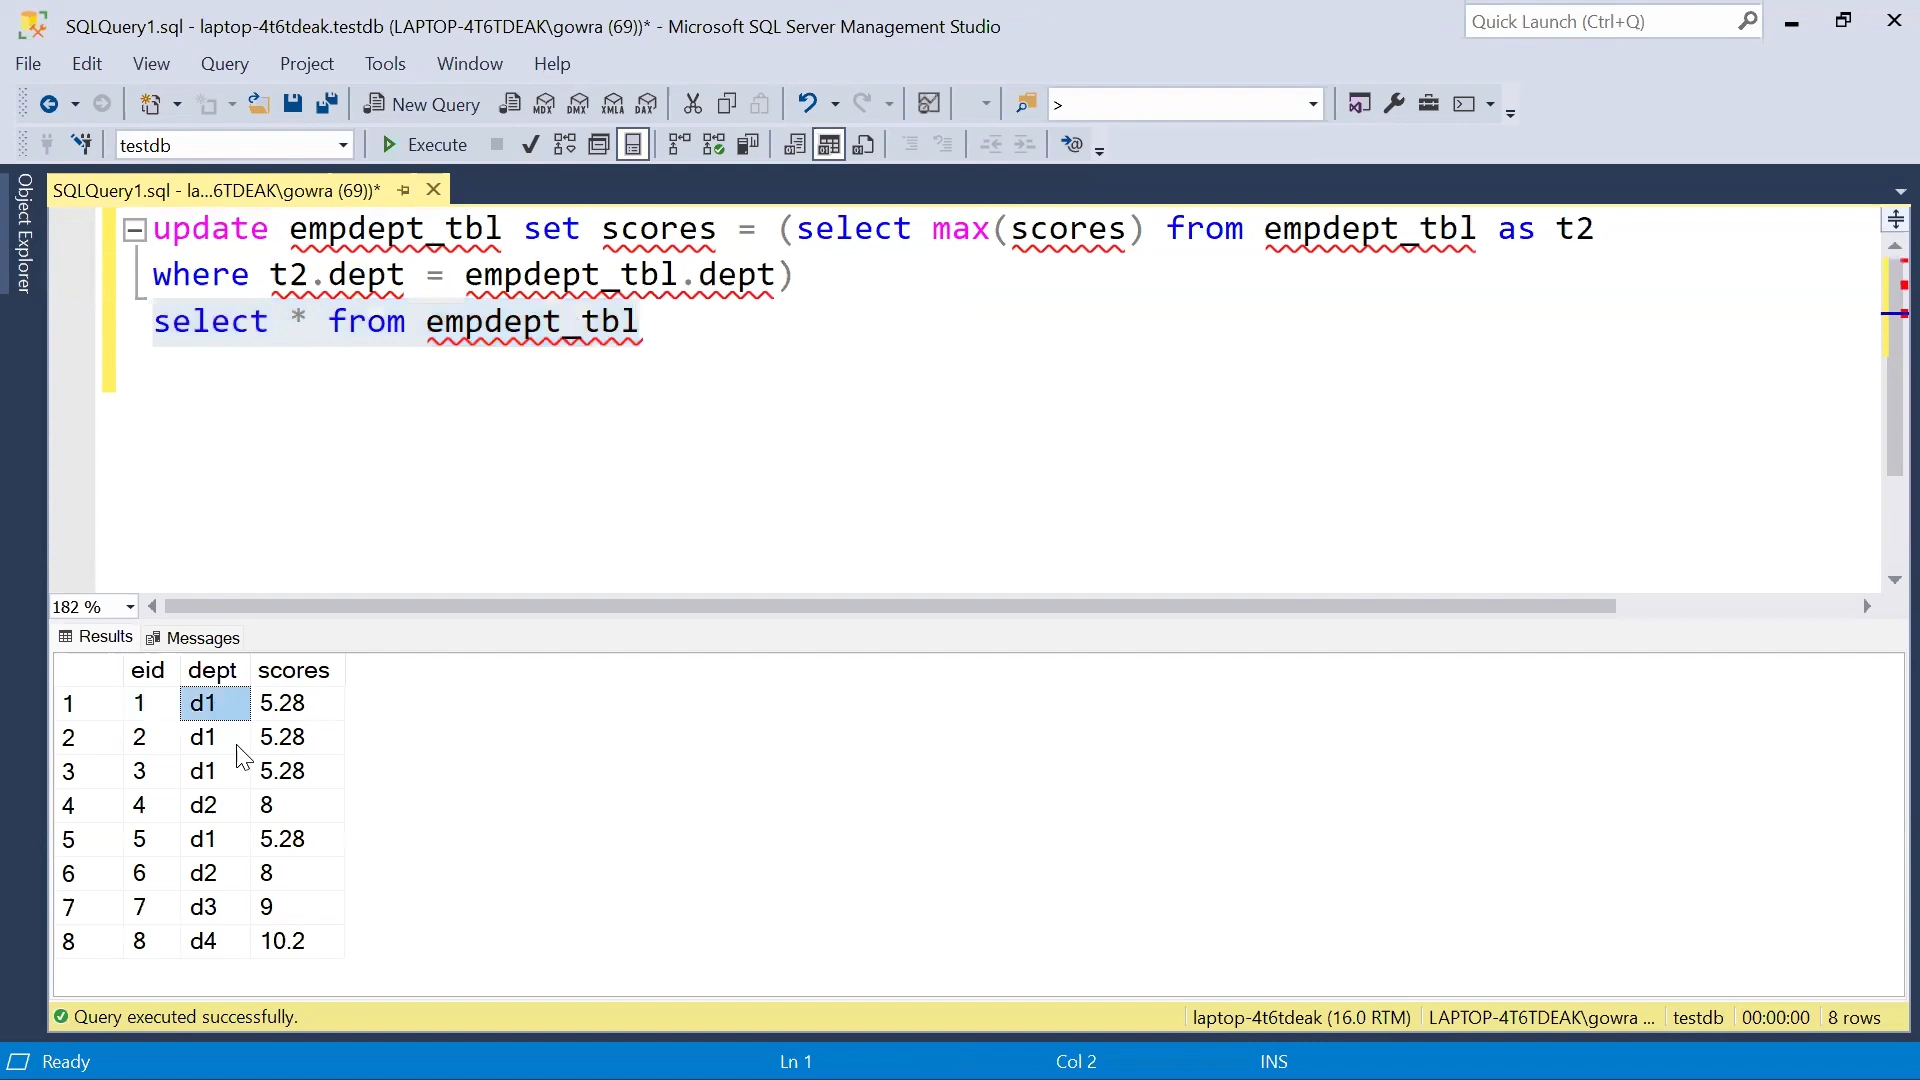 SQLQuery1.sql - laptop-4t6tdeak.testdb (LAPTOP-4T6TDEAK\gowra (69))* - Microsoft SQL Server Management Studio
Quick Launch (Ctrl+Q)
File Edit View Query Project Tools Window Help
New Query MDX DMX XMLA DAX >
testdb Execute
Object Explorer
SQLQuery1.sql - la...6TDEAK\gowra (69))*
update empdept_tbl set scores = (select max(scores) from empdept_tbl as t2
where t2.dept = empdept_tbl.dept)
select * from empdept_tbl
182 %
Results Messages
eid dept scores
1 1 d1 5.28
2 2 d1 5.28
3 3 d1 5.28
4 4 d2 8
5 5 d1 5.28
6 6 d2 8
7 7 d3 9
8 8 d4 10.2
Query executed successfully. laptop-4t6tdeak (16.0 RTM) LAPTOP-4T6TDEAK\gowra ... testdb 00:00:00 8 rows
Ready Ln 1 Col 2 INS